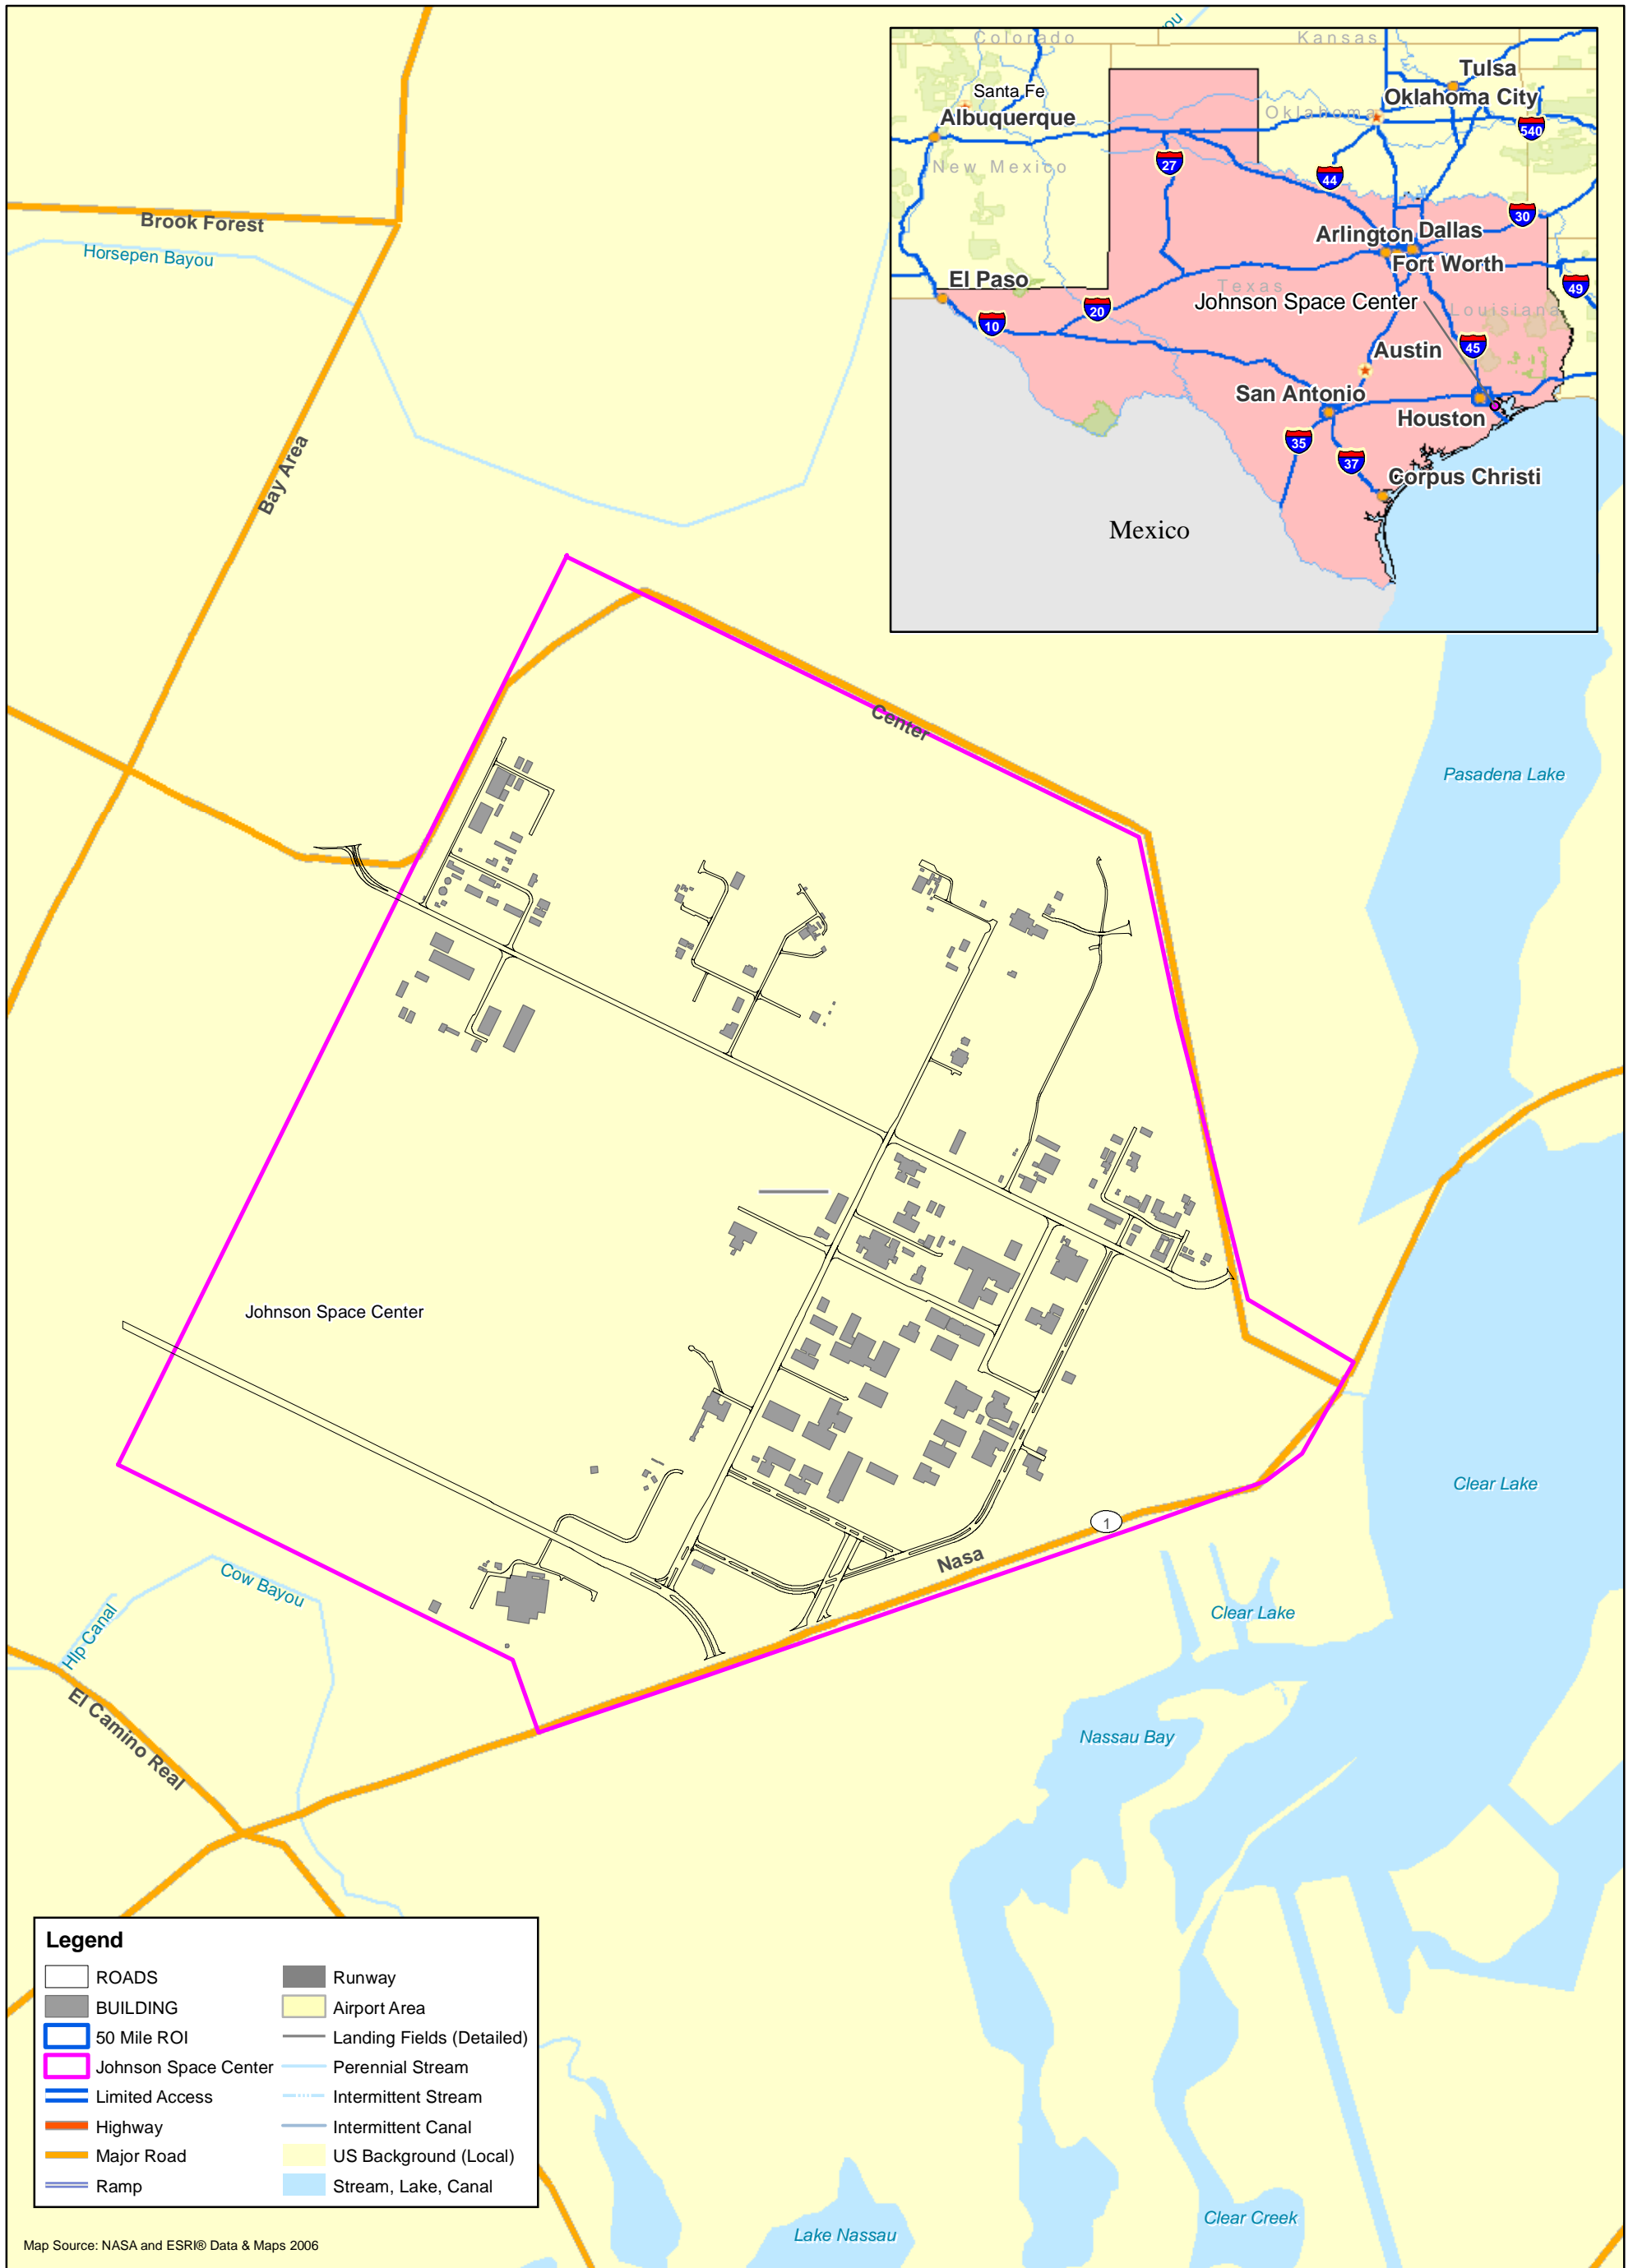 ou
Colorado
Kansas
Tulsa
Santa Fe
Oklahoma City
Albuquerque
Oklahoma
540
New Mexico
27
44
30
Arlington
Dallas
Fort Worth
El Paso
Texas
49
Johnson Space Center
Louisiana
20
10
45
Austin
San Antonio
Houston
35
37
Corpus Christi
Mexico
Brook Forest
Horsepen Bayou
Bay Area
Center
Pasadena Lake
Johnson Space Center
Clear Lake
1
Nasa
Cow Bayou
Hlp Canal
Clear Lake
El Camino Real
Nassau Bay
Legend
ROADS
BUILDING
50 Mile ROI
Johnson Space Center
Limited Access
Highway
Major Road
Ramp
Runway
Airport Area
Landing Fields (Detailed)
Perennial Stream
Intermittent Stream
Intermittent Canal
US Background (Local)
Stream, Lake, Canal
Clear Creek
Lake Nassau
Map Source: NASA and ESRI® Data & Maps 2006